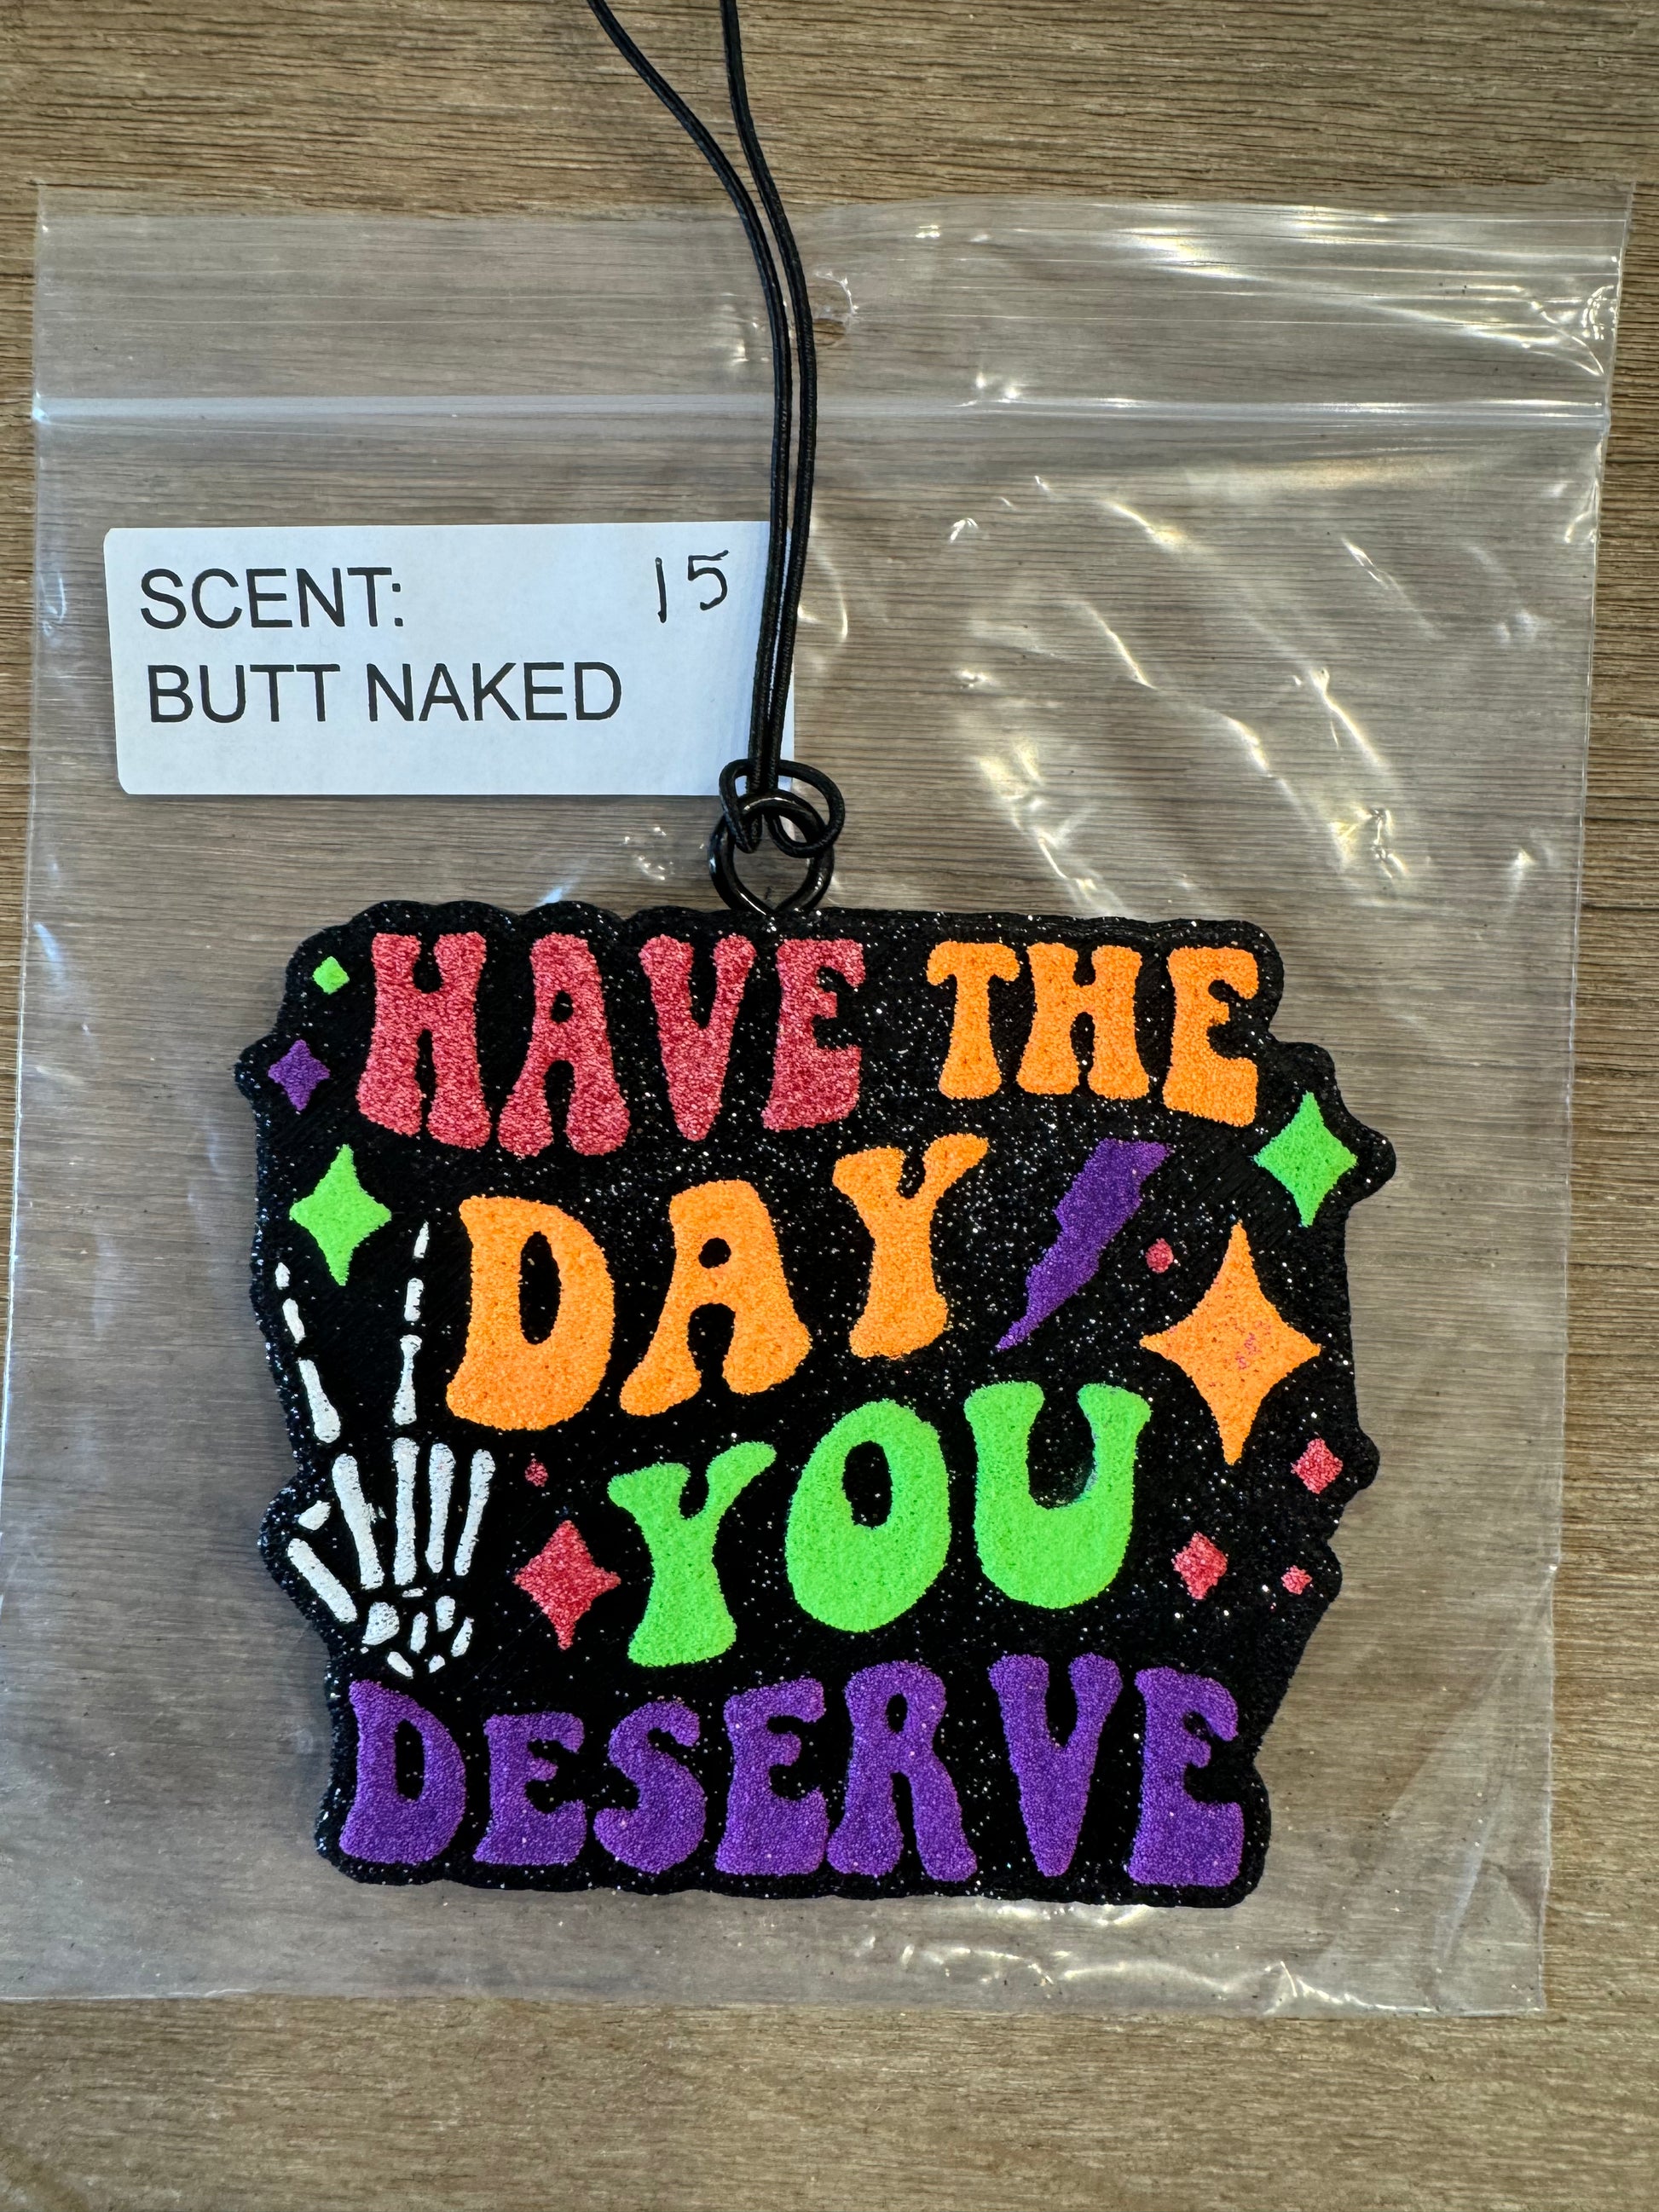 SCENT: 15
BUTT NAKED
HAVE THE
DAY
YOU
DESERVE